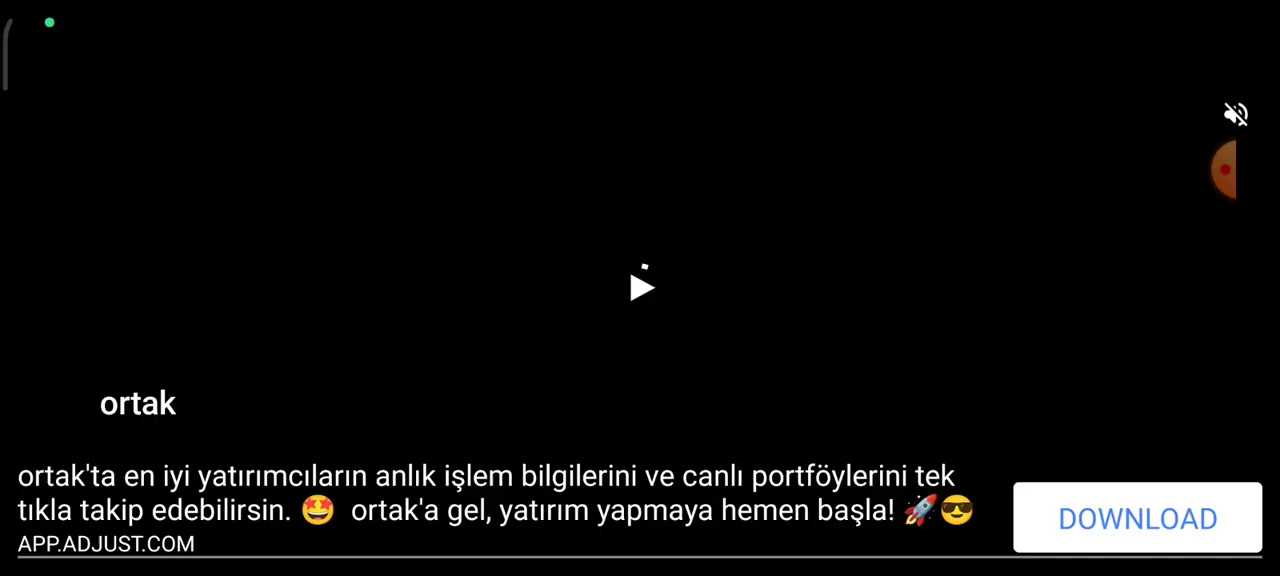 ortak
ortak'ta en iyi yatırımcıların anlık işlem bilgilerini ve canlı portföylerini tek
tıkla takip edebilirsin. 🤩 ortak'a gel, yatırım yapmaya hemen başla! 🚀😎
APP.ADJUST.COM
DOWNLOAD